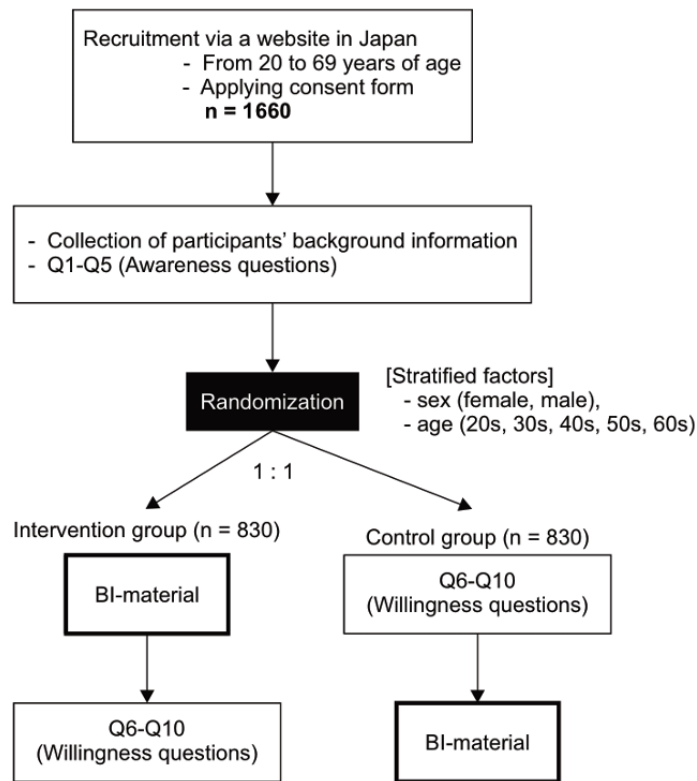 Recruitment via a website in Japan
- From 20 to 69 years of age
- Applying consent form
n = 1660
- Collection of participants' background information
- Q1-Q5 (Awareness questions)
Randomization
[Stratified factors]
- sex (female, male),
- age (20s, 30s, 40s, 50s, 60s)
1 : 1
Intervention group (n = 830)
BI-material
Q6-Q10
(Willingness questions)
Control group (n = 830)
Q6-Q10
(Willingness questions)
BI-material